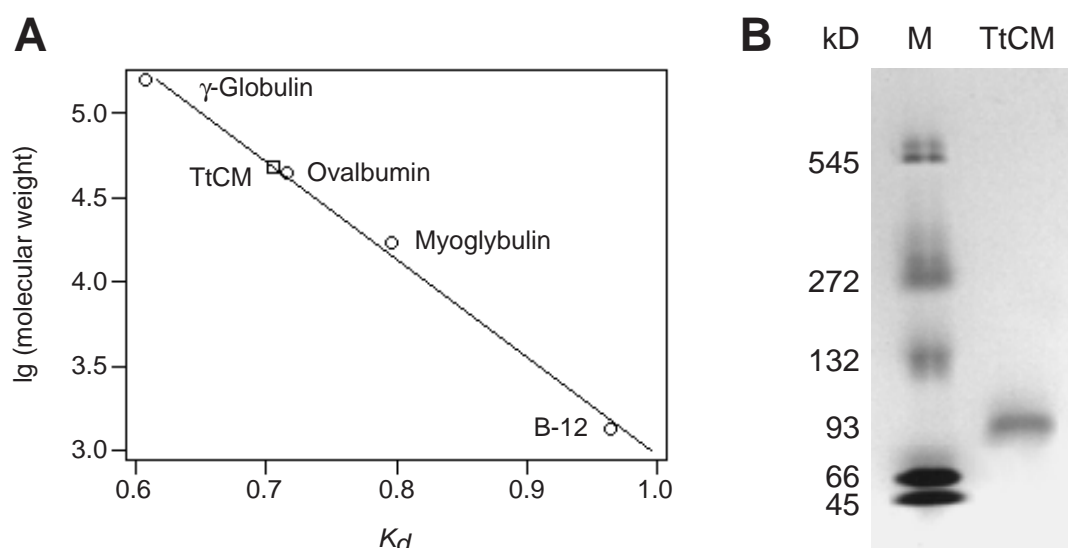 A
lg (molecular weight)
5.0
4.5
4.0
3.5
3.0
γ-Globulin
TtCM
Ovalbumin
Myoglybulin
B-12
0.6 0.7 0.8 0.9 1.0
Kd
B
kD M TtCM
545
272
132
93
66
45